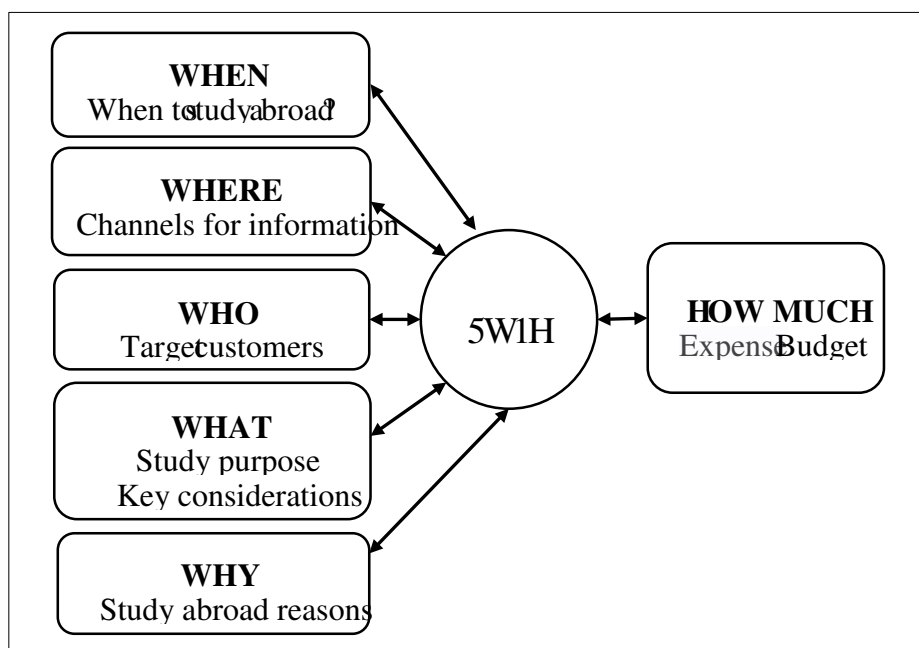 WHEN
When to study abroad?
WHERE
Channels for information
WHO
Target customers
WHAT
Study purpose
Key considerations
WHY
Study abroad reasons
5W1H
HOW MUCH
Expense Budget